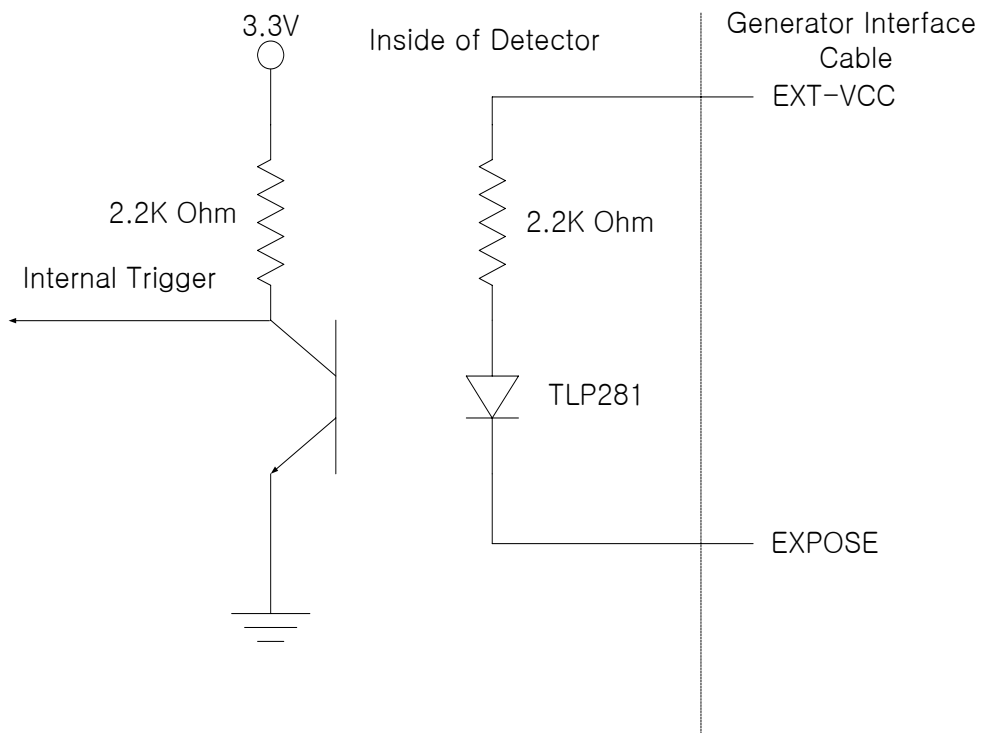 3.3V
Inside of Detector
Generator Interface
Cable
EXT-VCC
2.2K Ohm
2.2K Ohm
Internal Trigger
TLP281
EXPOSE